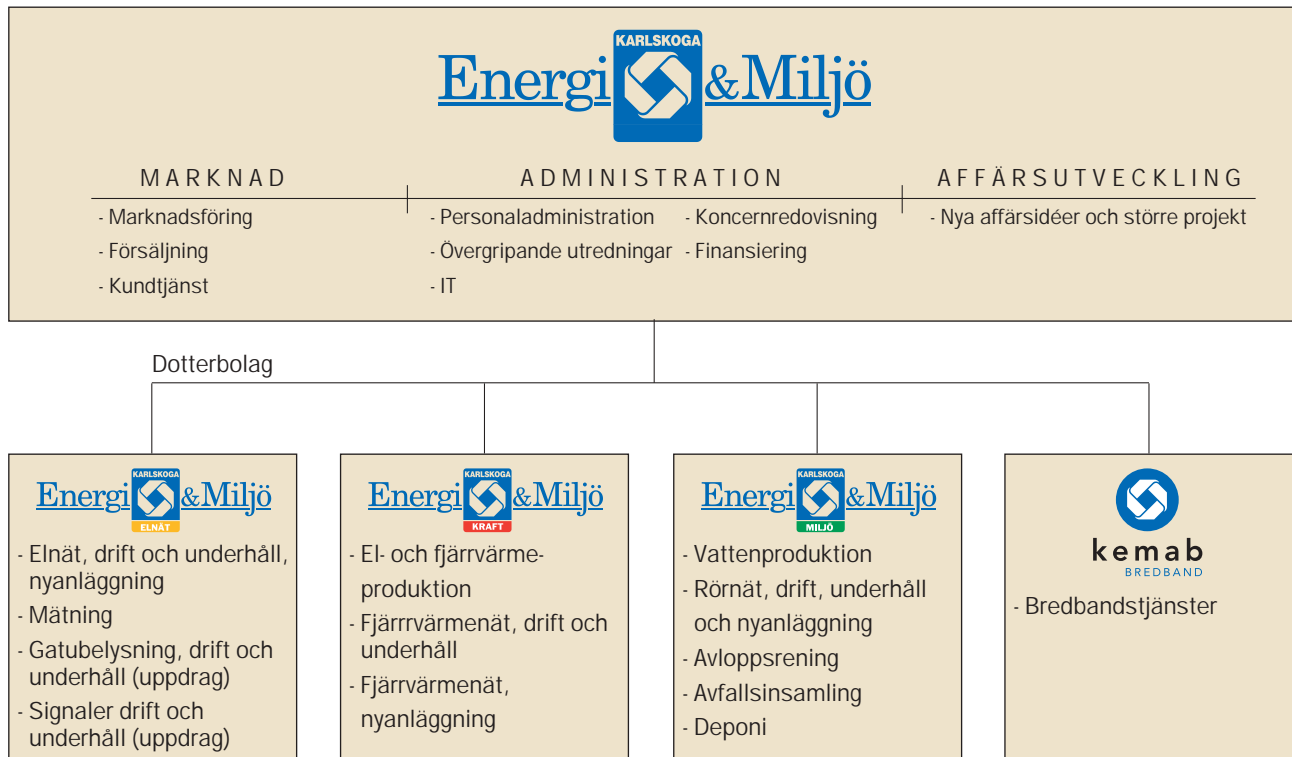 KARLSKOGA
Energi & Miljö
MARKNAD
- Marknadsföring
- Försäljning
- Kundtjänst
ADMINISTRATION
- Personaladministration
- Övergripande utredningar
- IT
- Koncernredovisning
- Finansiering
AFFÄRSUTVECKLING
- Nya affärsidéer och större projekt
Dotterbolag
KARLSKOGA
Energi & Miljö
ELNÄT
- Elnät, drift och underhåll,
nyanläggning
- Mätning
- Gatubelysning, drift och
underhåll (uppdrag)
- Signaler drift och
underhåll (uppdrag)
KARLSKOGA
Energi & Miljö
KRAFT
- El- och fjärrvärme-
produktion
- Fjärrrvärmenät, drift och
underhåll
- Fjärrvärmenät,
nyanläggning
KARLSKOGA
Energi & Miljö
MILJÖ
- Vattenproduktion
- Rörnät, drift, underhåll
och nyanläggning
- Avloppsrening
- Avfallsinsamling
- Deponi
kemab
BREDBAND
- Bredbandstjänster